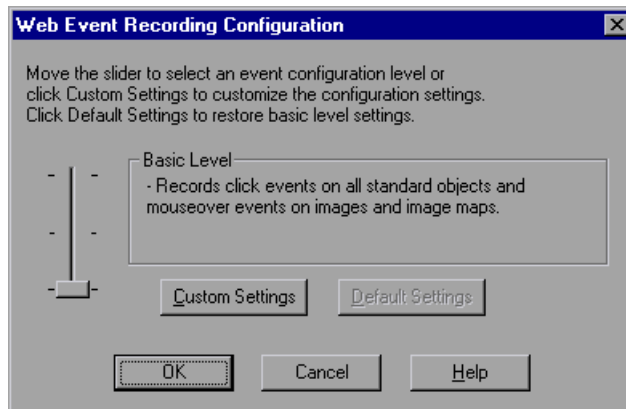 Web Event Recording Configuration
Move the slider to select an event configuration level or
click Custom Settings to customize the configuration settings.
Click Default Settings to restore basic level settings.
Basic Level
- Records click events on all standard objects and
mouseover events on images and image maps.
Custom Settings
Default Settings
OK
Cancel
Help